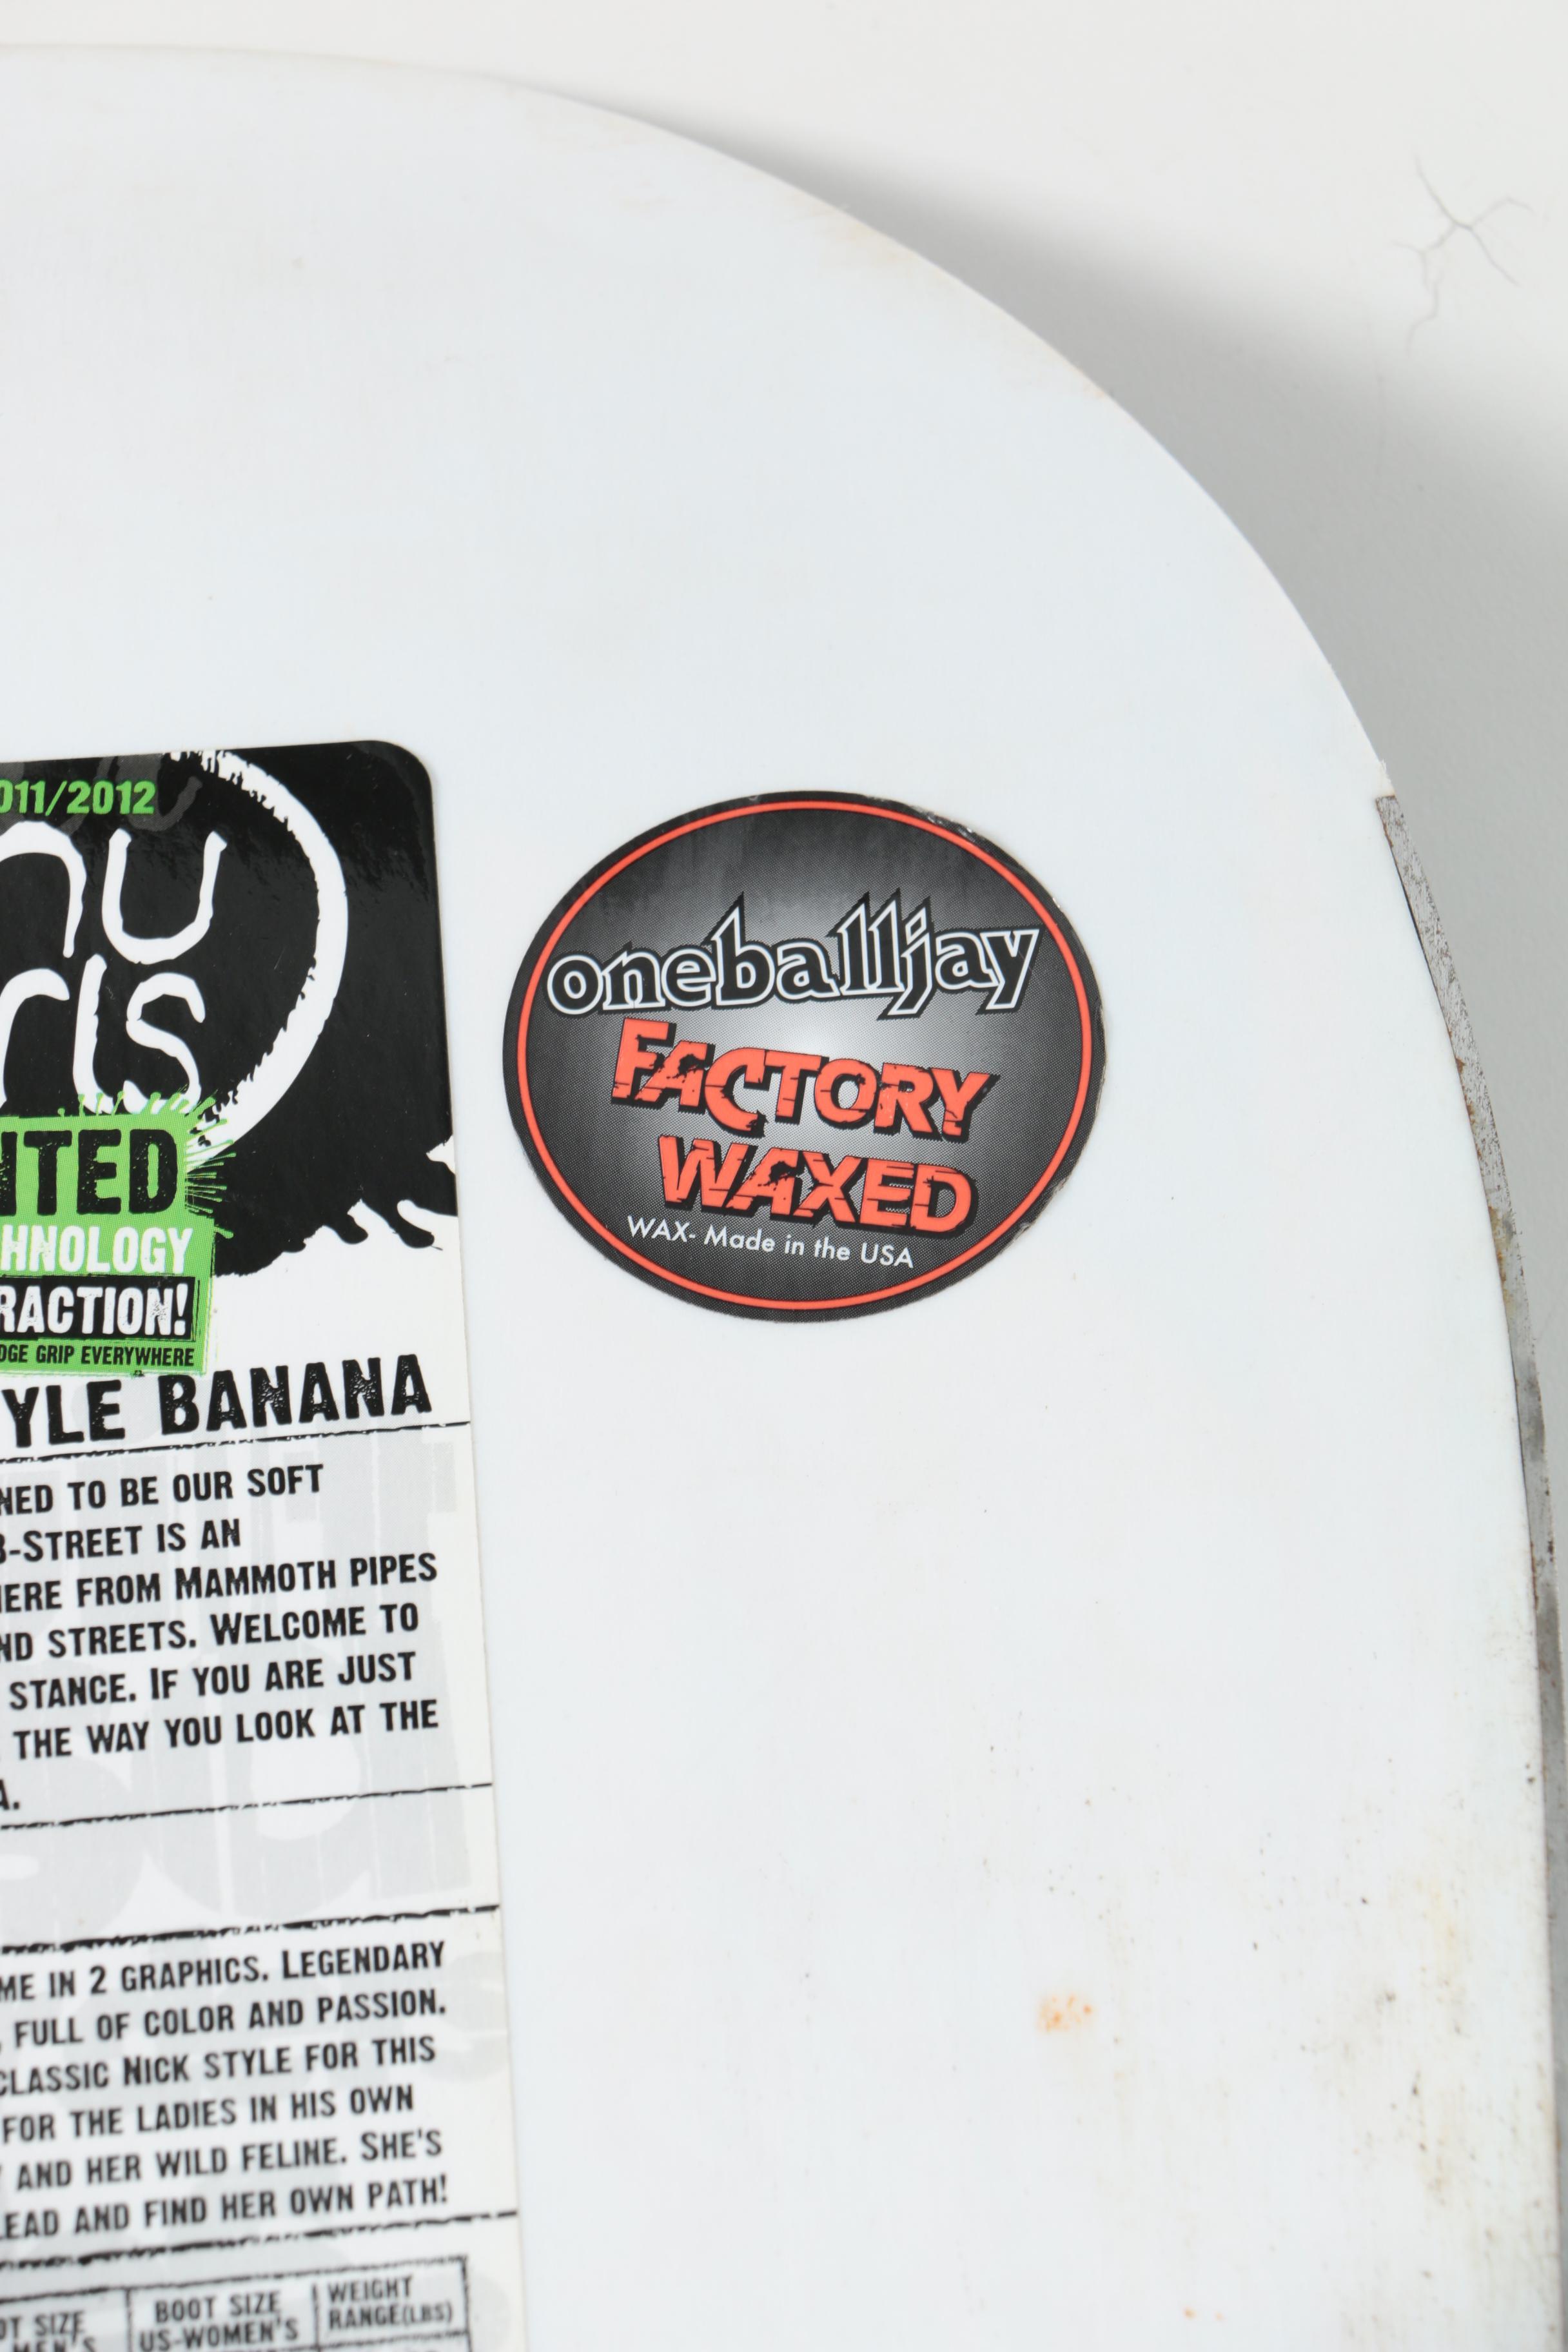 011/2012
nu
rls
oneballjay
FACTORY
WAXED
WAX- Made in the USA
NTED
HNOLOGY
RACTION!
DGE GRIP EVERYWHERE
YLE BANANA
NED TO BE OUR SOFT
B-STREET IS AN
HERE FROM MAMMOTH PIPES
ND STREETS. WELCOME TO
STANCE. IF YOU ARE JUST
THE WAY YOU LOOK AT THE
A.
ME IN 2 GRAPHICS. LEGENDARY
, FULL OF COLOR AND PASSION.
CLASSIC NICK STYLE FOR THIS
FOR THE LADIES IN HIS OWN
Y AND HER WILD FELINE. SHE'S
LEAD AND FIND HER OWN PATH!
OT SIZE
MEN'S
BOOT SIZE
US-WOMEN'S
WEIGHT
RANGE(LBS)